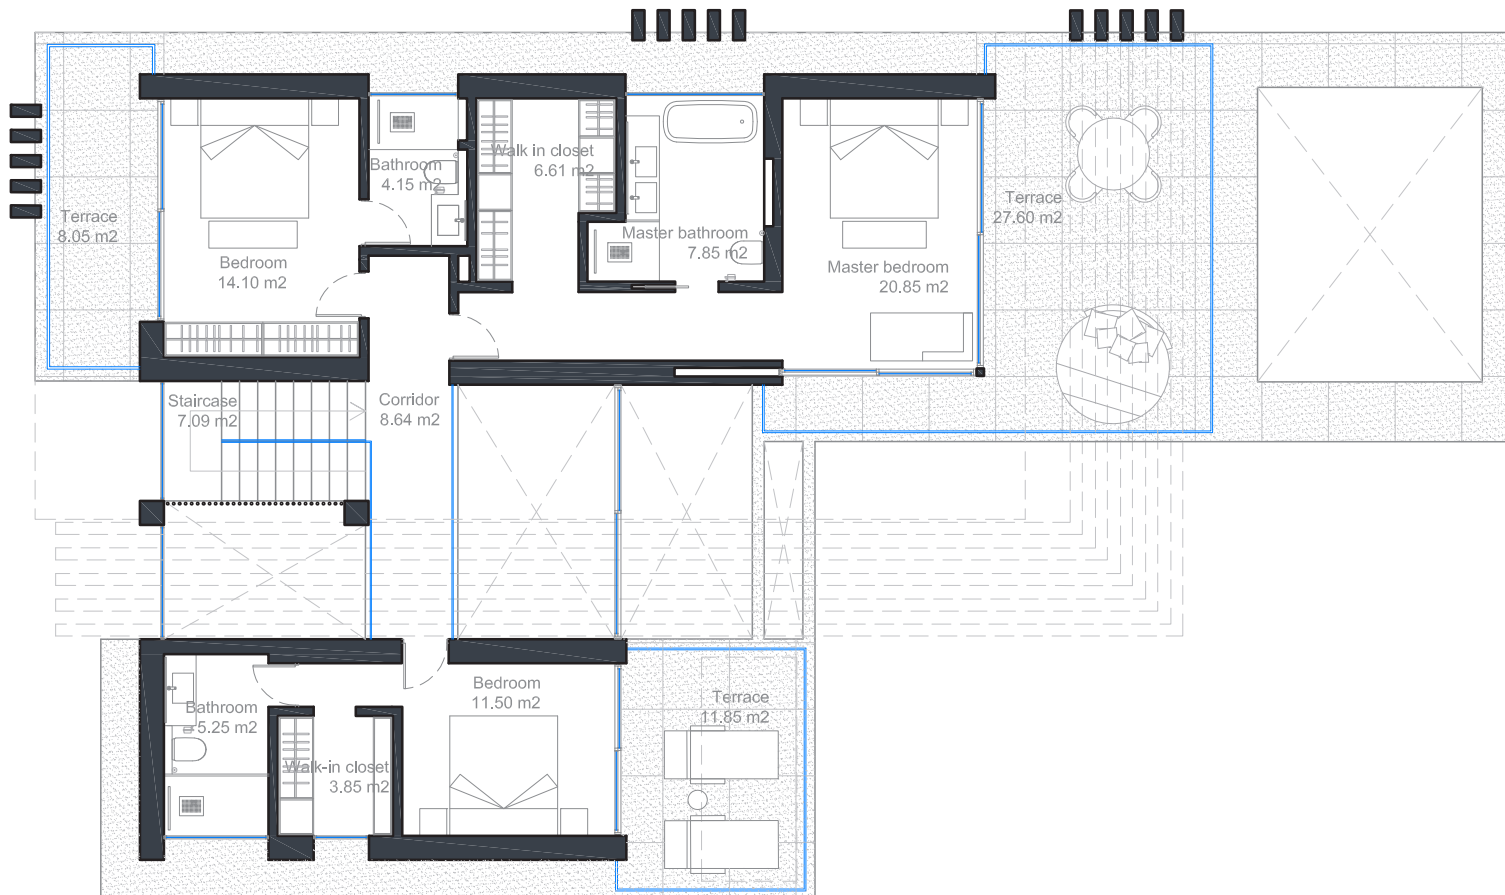 Terrace
8.05 m2
Bedroom
14.10 m2
Bathroom
4.15 m2
Walk in closet
6.61 m2
Master bathroom
7.85 m2
Master bedroom
20.85 m2
Terrace
27.60 m2
Staircase
7.09 m2
Corridor
8.64 m2
Bathroom
5.25 m2
Walk-in closet
3.85 m2
Bedroom
11.50 m2
Terrace
11.85 m2